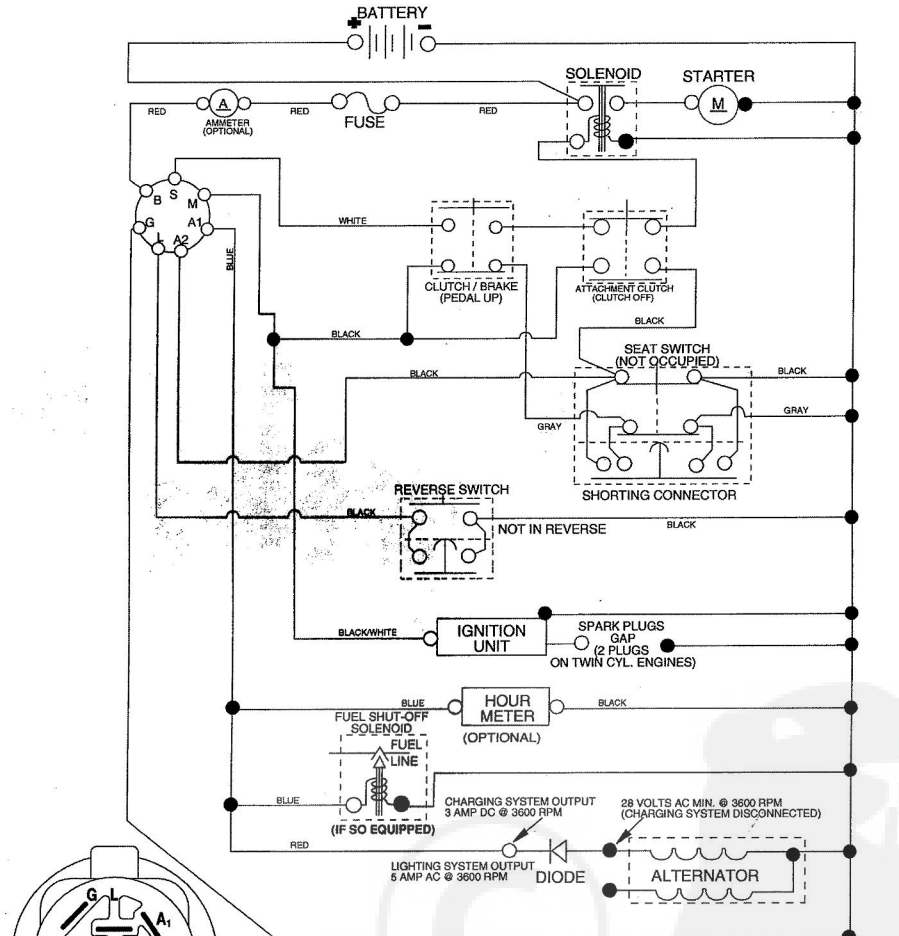 BATTERY
+ −
SOLENOID
STARTER
M
RED
A
RED
RED
AMMETER
(OPTIONAL)
FUSE
B
S
M
G
A1
L
A2
WHITE
BLUE
CLUTCH / BRAKE
(PEDAL UP)
ATTACHMENT CLUTCH
(CLUTCH OFF)
BLACK
BLACK
SEAT SWITCH
(NOT OCCUPIED)
BLACK
BLACK
GRAY
GRAY
SHORTING CONNECTOR
REVERSE SWITCH
BLACK
NOT IN REVERSE
BLACK
BLACK/WHITE
IGNITION
UNIT
SPARK PLUGS
GAP
(2 PLUGS
ON TWIN CYL. ENGINES)
BLUE
HOUR
METER
BLACK
(OPTIONAL)
FUEL SHUT-OFF
SOLENOID
FUEL
LINE
BLUE
(IF SO EQUIPPED)
CHARGING SYSTEM OUTPUT
3 AMP DC @ 3600 RPM
28 VOLTS AC MIN. @ 3600 RPM
(CHARGING SYSTEM DISCONNECTED)
RED
LIGHTING SYSTEM OUTPUT
5 AMP AC @ 3600 RPM
DIODE
ALTERNATOR
G
L
A1